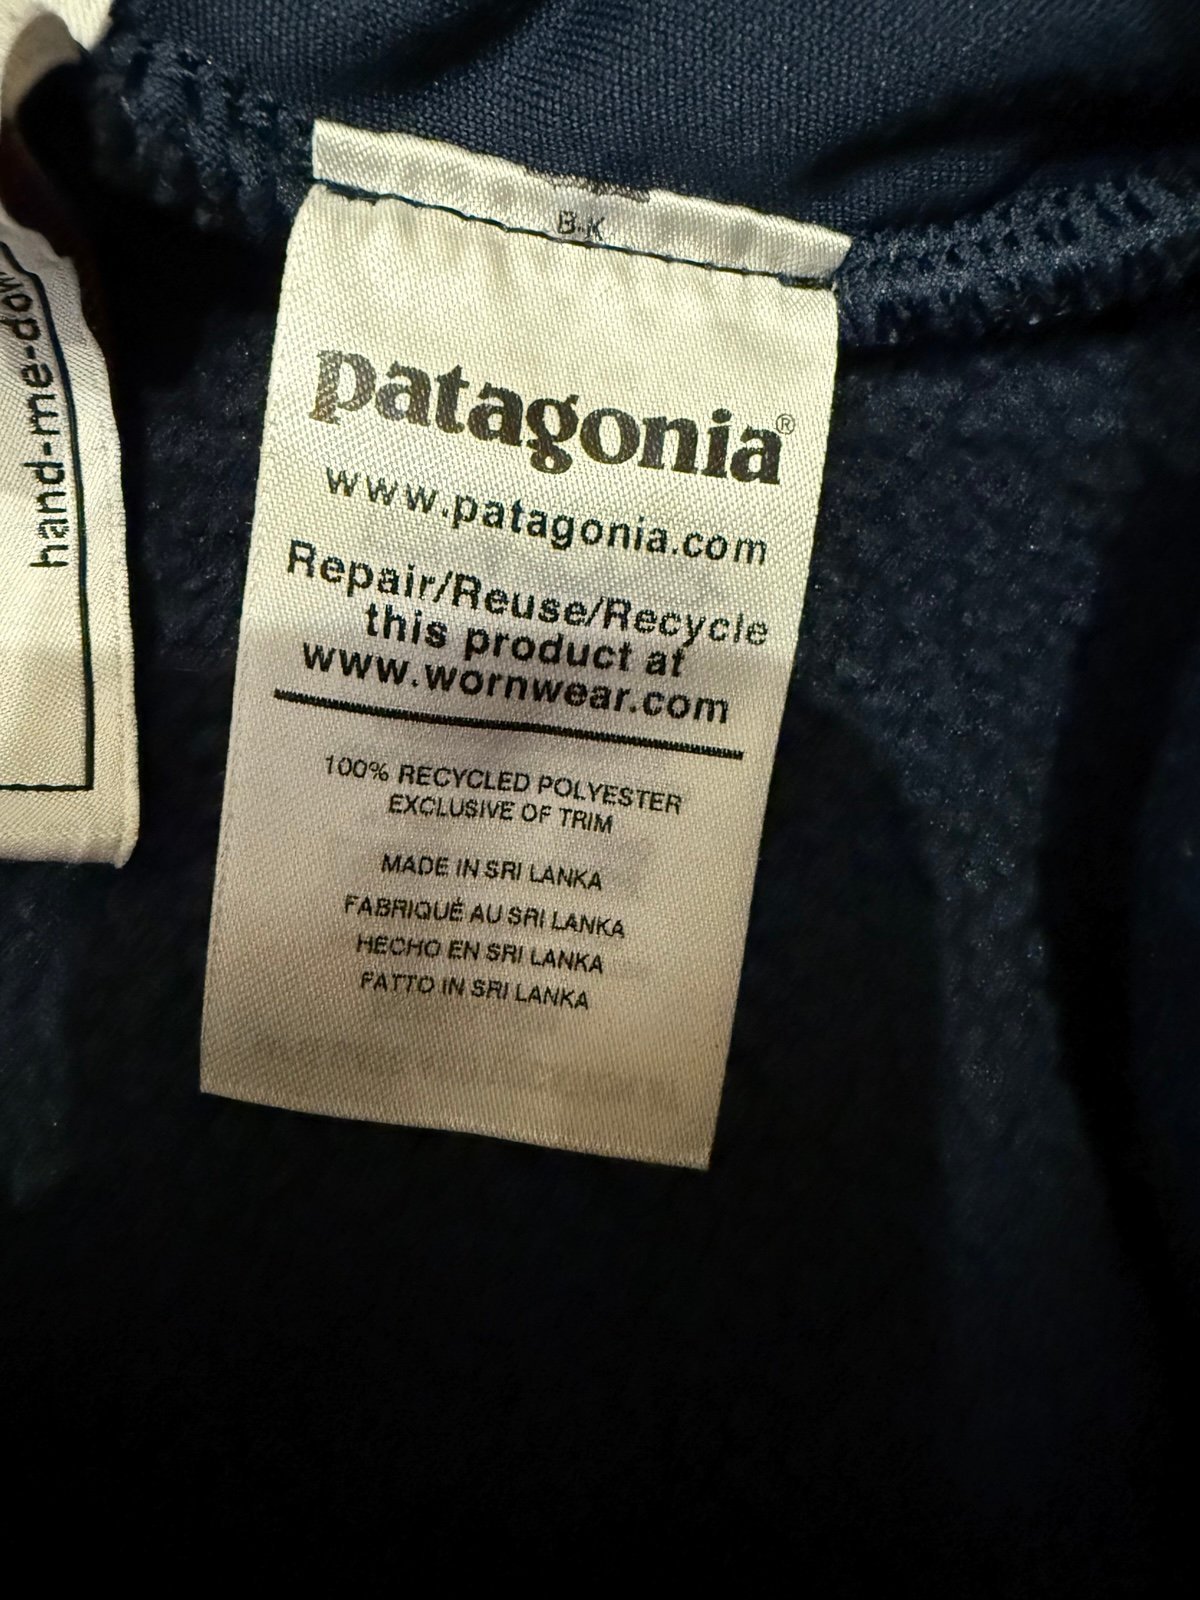 B-K
patagonia®
www.patagonia.com
Repair/Reuse/Recycle
this product at
www.wornwear.com
100% RECYCLED POLYESTER
EXCLUSIVE OF TRIM
MADE IN SRI LANKA
FABRIQUÉ AU SRI LANKA
HECHO EN SRI LANKA
FATTO IN SRI LANKA
hand-me-dow